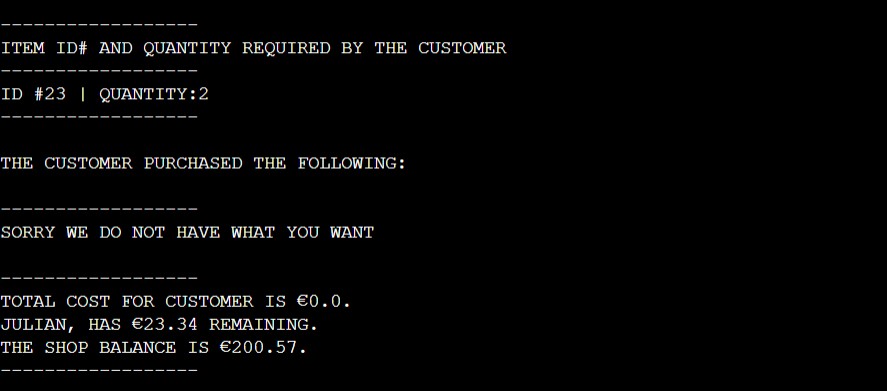 ------------------
ITEM ID# AND QUANTITY REQUIRED BY THE CUSTOMER
------------------
ID #23 | QUANTITY:2
------------------
THE CUSTOMER PURCHASED THE FOLLOWING:
------------------
SORRY WE DO NOT HAVE WHAT YOU WANT
------------------
TOTAL COST FOR CUSTOMER IS €0.0.
JULIAN, HAS €23.34 REMAINING.
THE SHOP BALANCE IS €200.57.
------------------